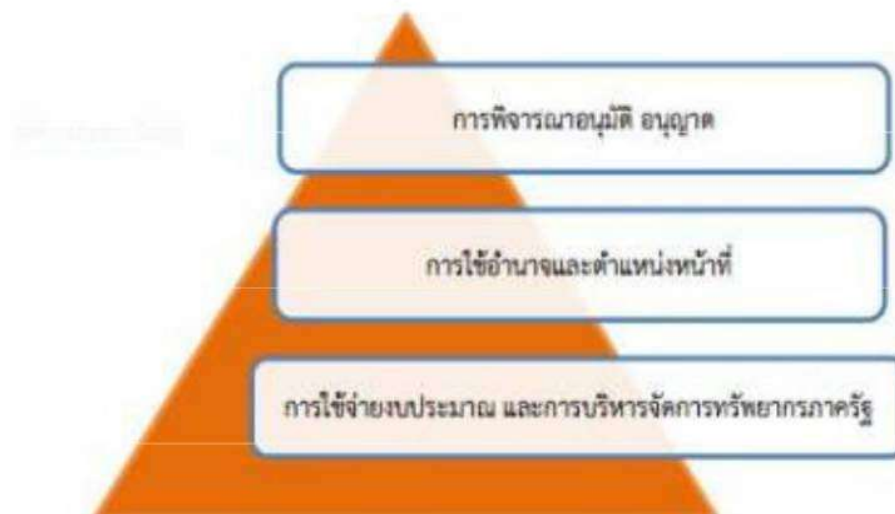 การพิจารณาอนุมัติ อนุญาต
การใช้อำนาจและตำแหน่งหน้าที่
การใช้จ่ายงบประมาณ และการบริหารจัดการทรัพยากรภาครัฐ